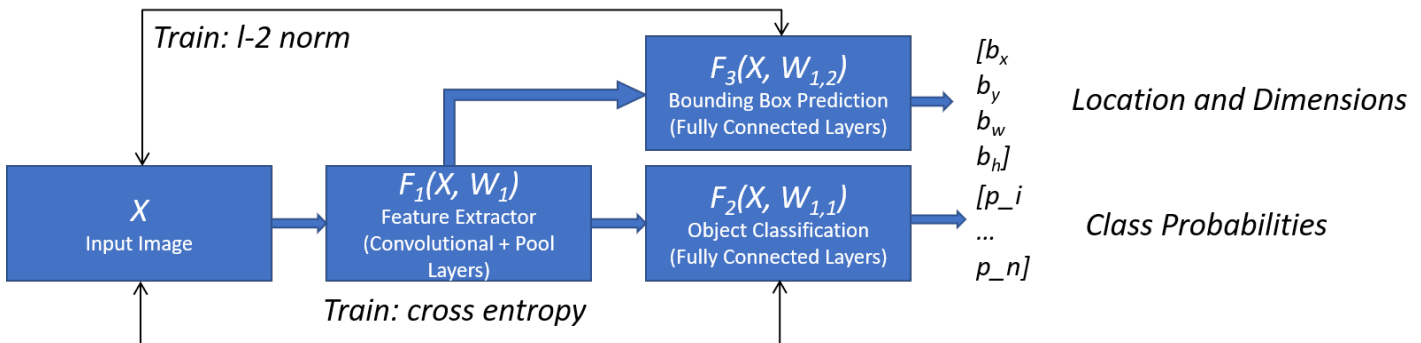 Train: l-2 norm
F3(X, W1,2)
Bounding Box Prediction
(Fully Connected Layers)
[bx
by
bw
bh]
Location and Dimensions
X
Input Image
F1(X, W1)
Feature Extractor
(Convolutional + Pool
Layers)
F2(X, W1,1)
Object Classification
(Fully Connected Layers)
[p_i
...
p_n]
Class Probabilities
Train: cross entropy